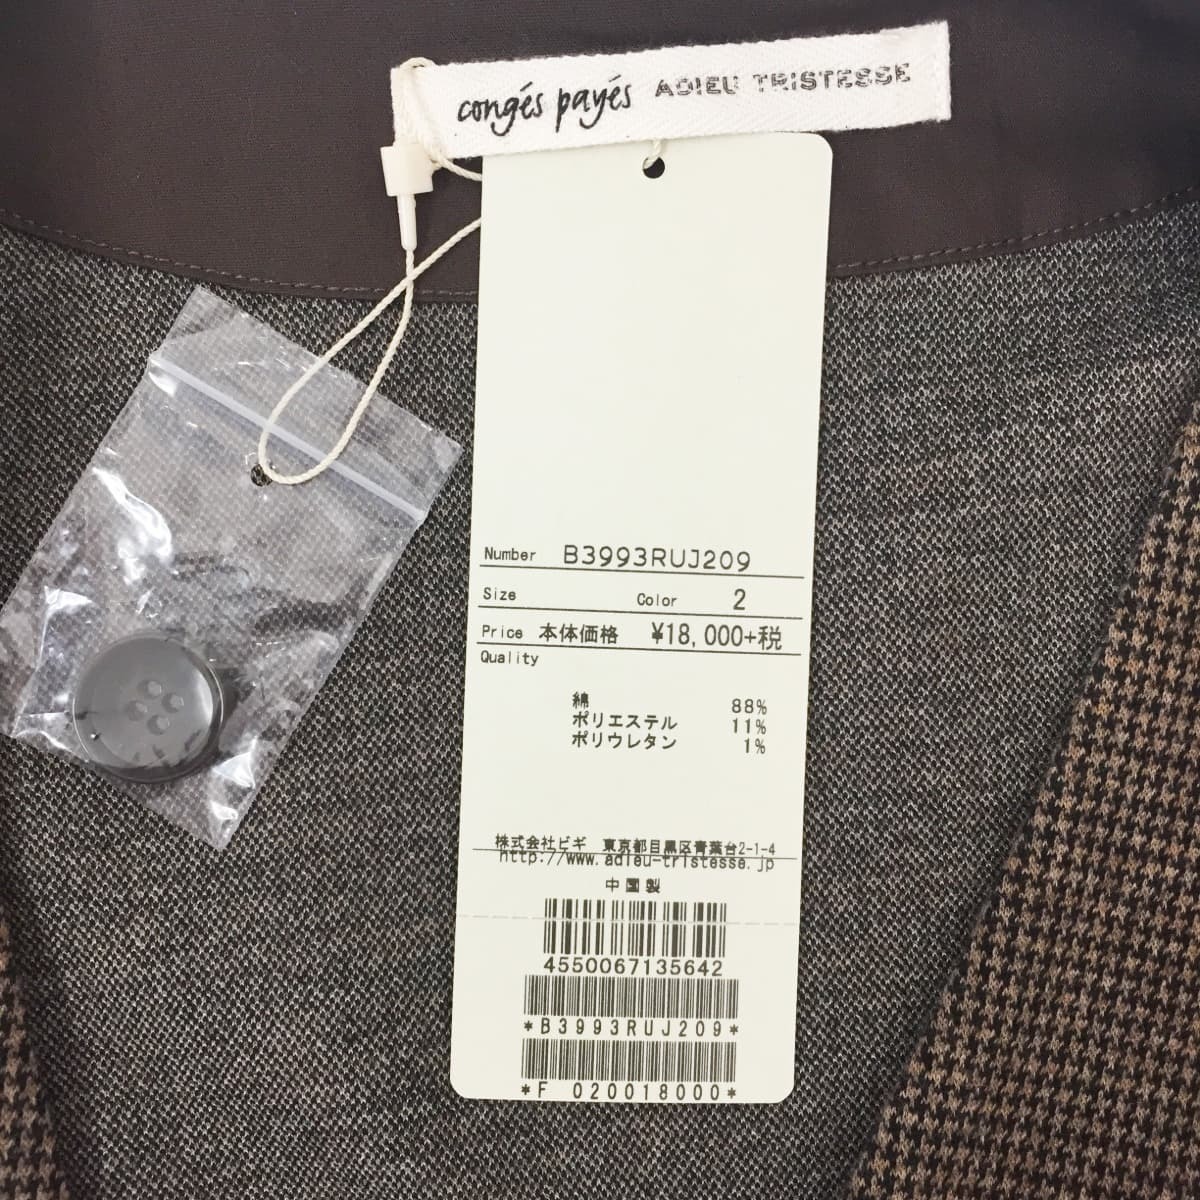 congés payés ADIEU TRISTESSE
Number B3993RUJ209
Size Color 2
Price 本体価格 ¥18,000+税
Quality
綿 88%
ポリエステル 11%
ポリウレタン 1%
株式会社ビギ 東京都目黒区青葉台2-1-4
http://www.adieu-tristesse.jp
中国製
4550067135642
*B3993RUJ209*
*F 020018000*